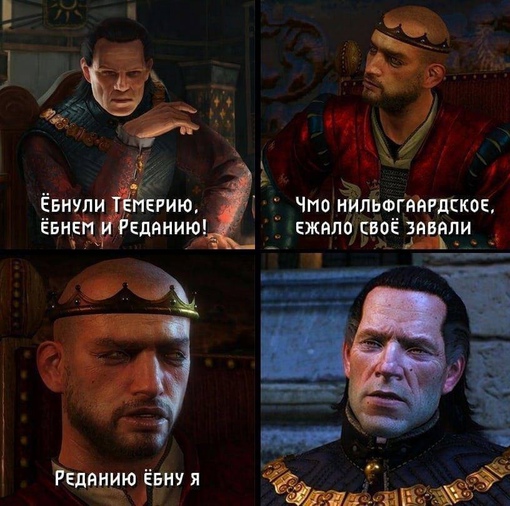 Ёбнули Темерию,
ёбнем и Реданию!
Чмо нильфгаардское,
ежало своё завали
Реданию ёбну я